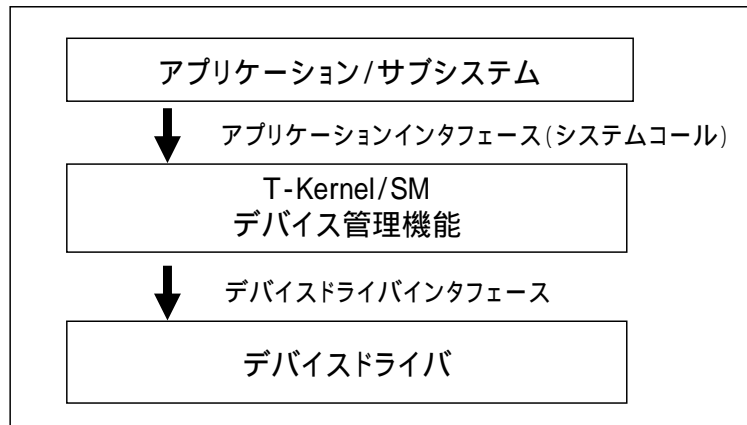 アプリケーション/サブシステム
アプリケーションインタフェース(システムコール)
T-Kernel/SM
デバイス管理機能
デバイスドライバインタフェース
デバイスドライバ